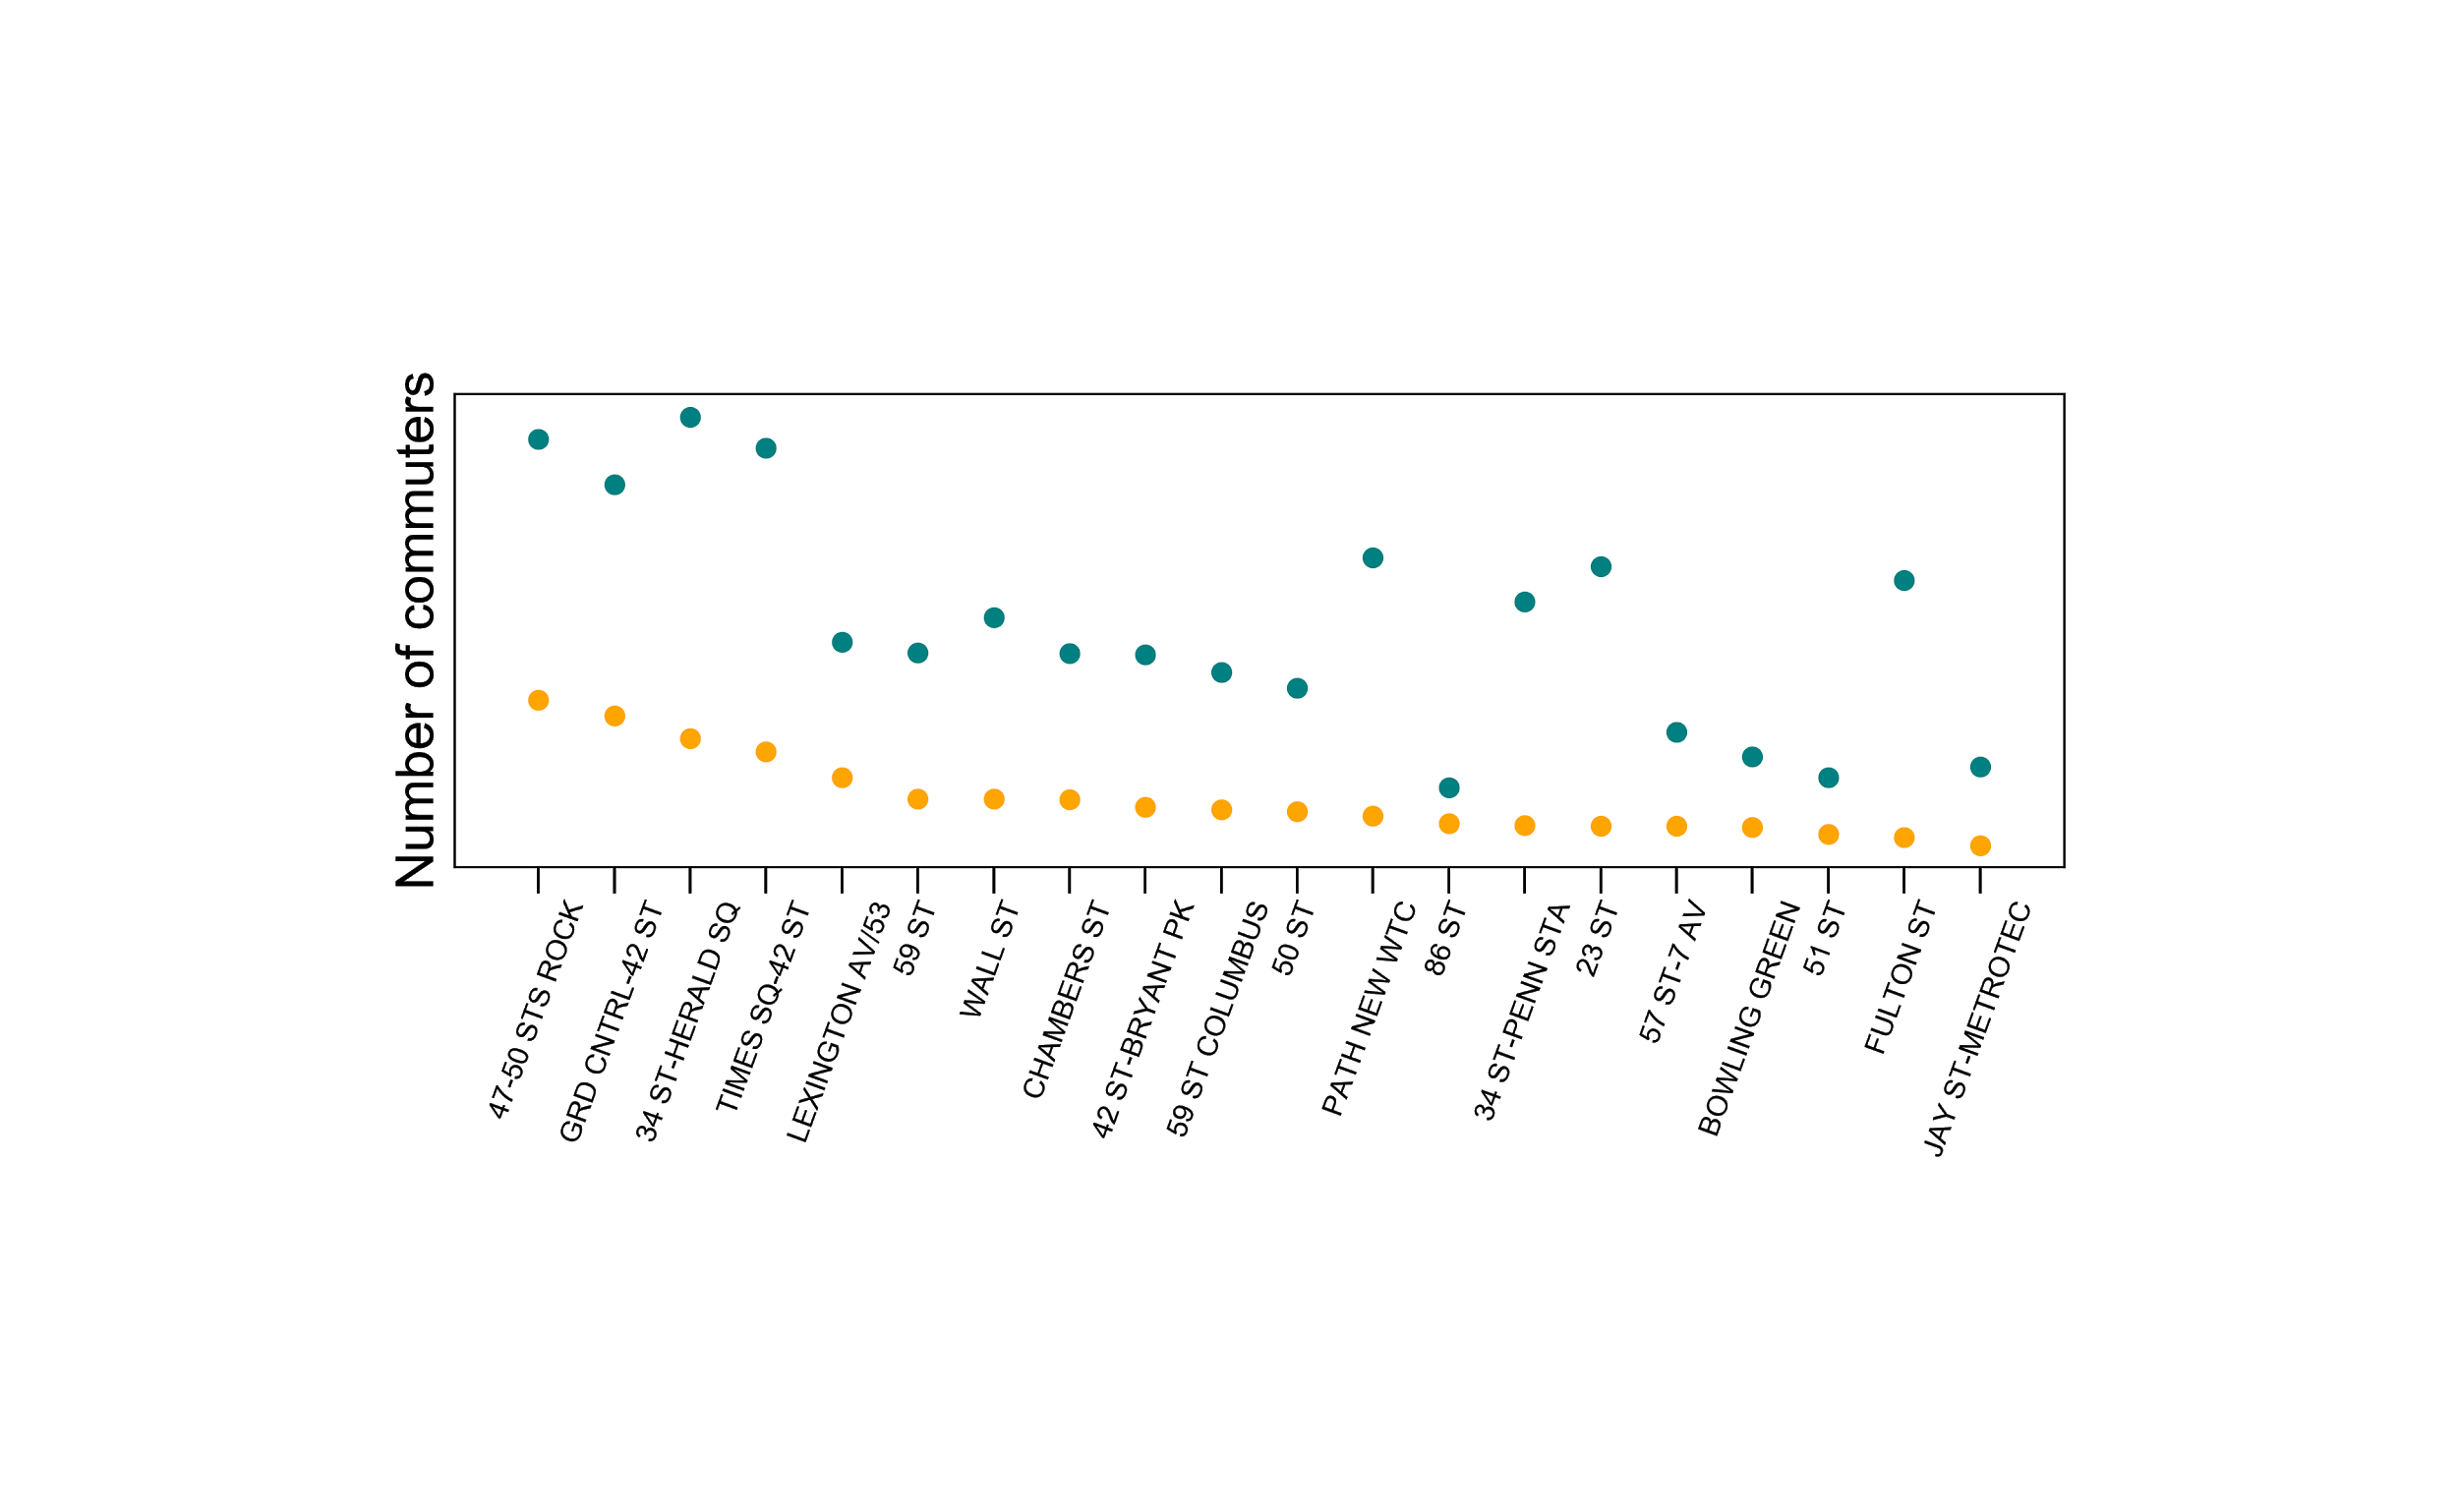 Number of commuters
47-50 STS ROCK
GRD CNTRL-42 ST
34 ST-HERALD SQ
TIMES SQ-42 ST
LEXINGTON AV/53
59 ST
WALL ST
CHAMBERS ST
42 ST-BRYANT PK
59 ST COLUMBUS
50 ST
PATH NEW WTC
86 ST
34 ST-PENN STA
23 ST
57 ST-7 AV
BOWLING GREEN
51 ST
FULTON ST
JAY ST-METROTEC